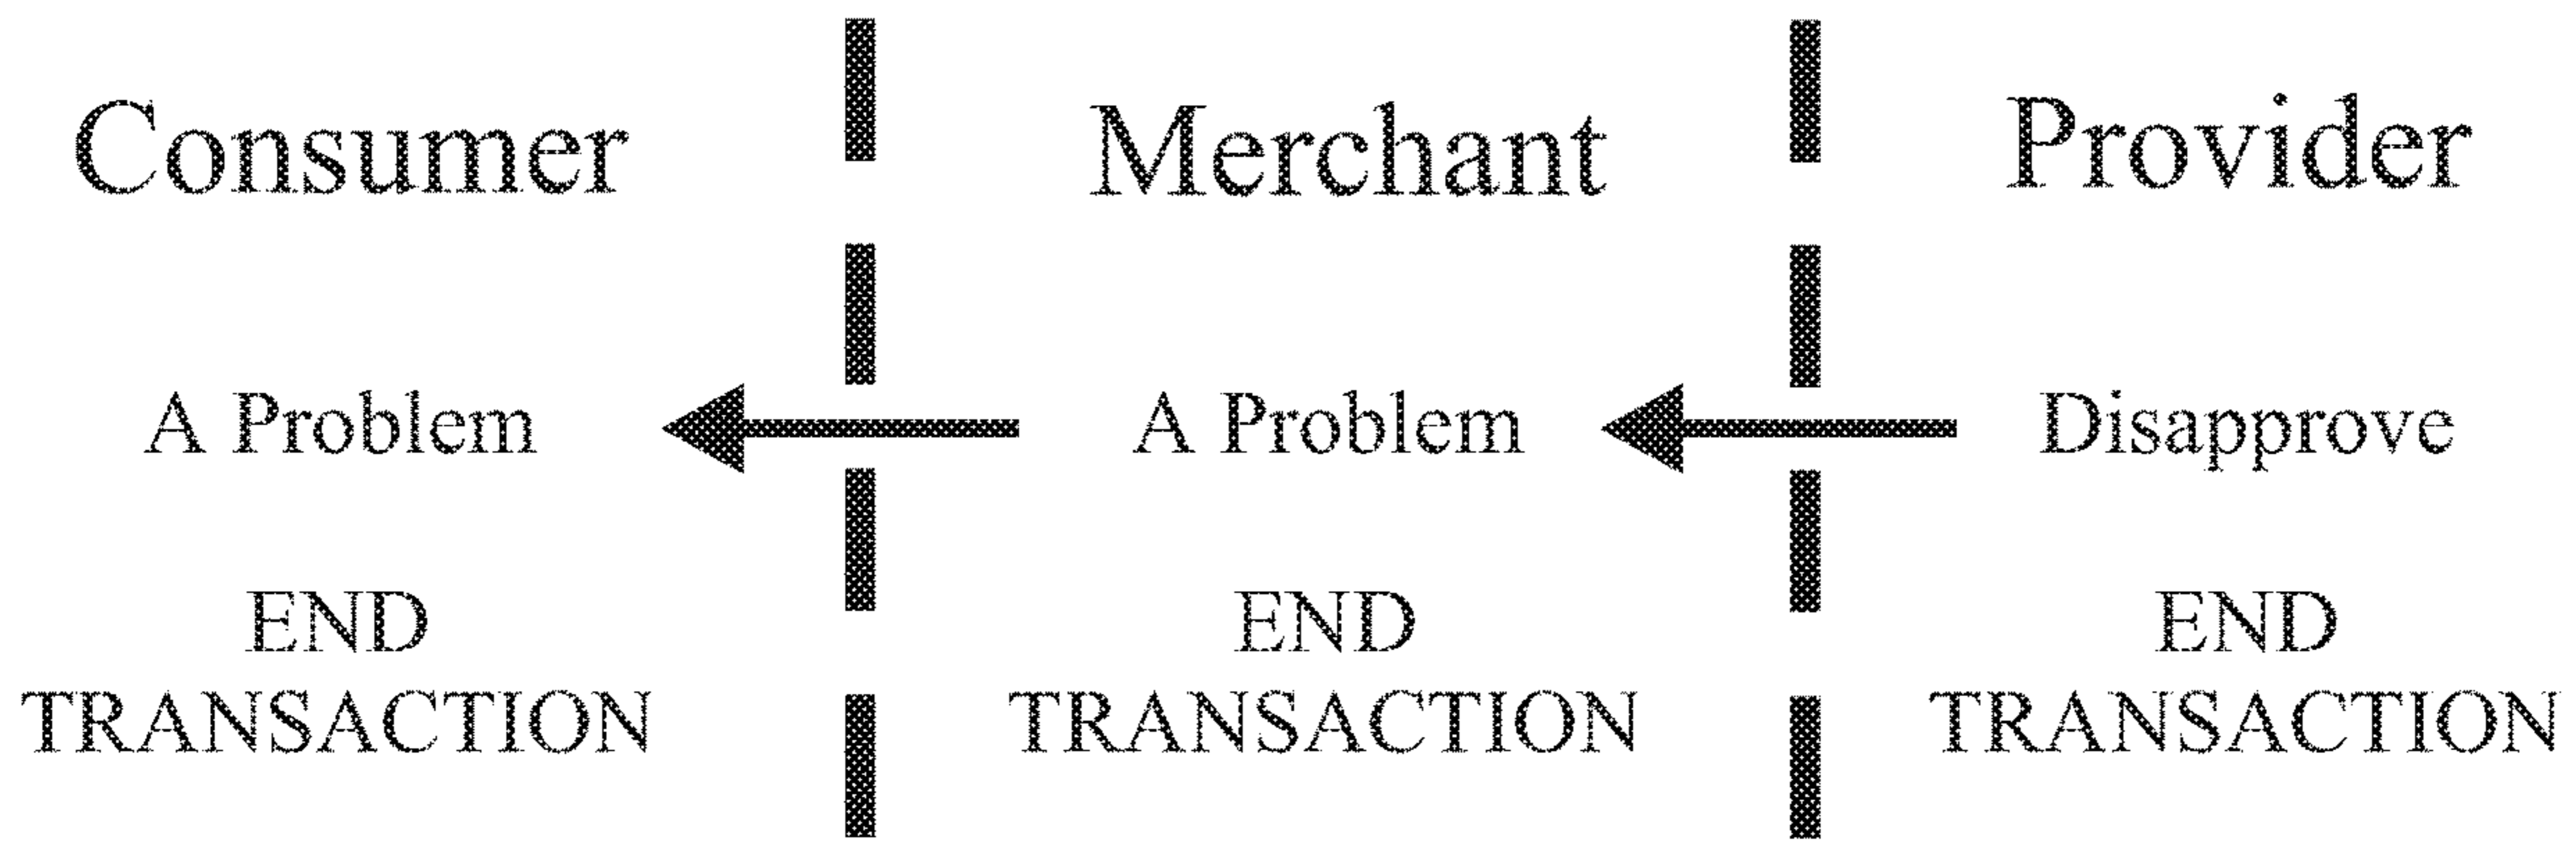 Consumer Merchant Provider
A Problem A Problem Disapprove
END END END
TRANSACTION TRANSACTION TRANSACTION